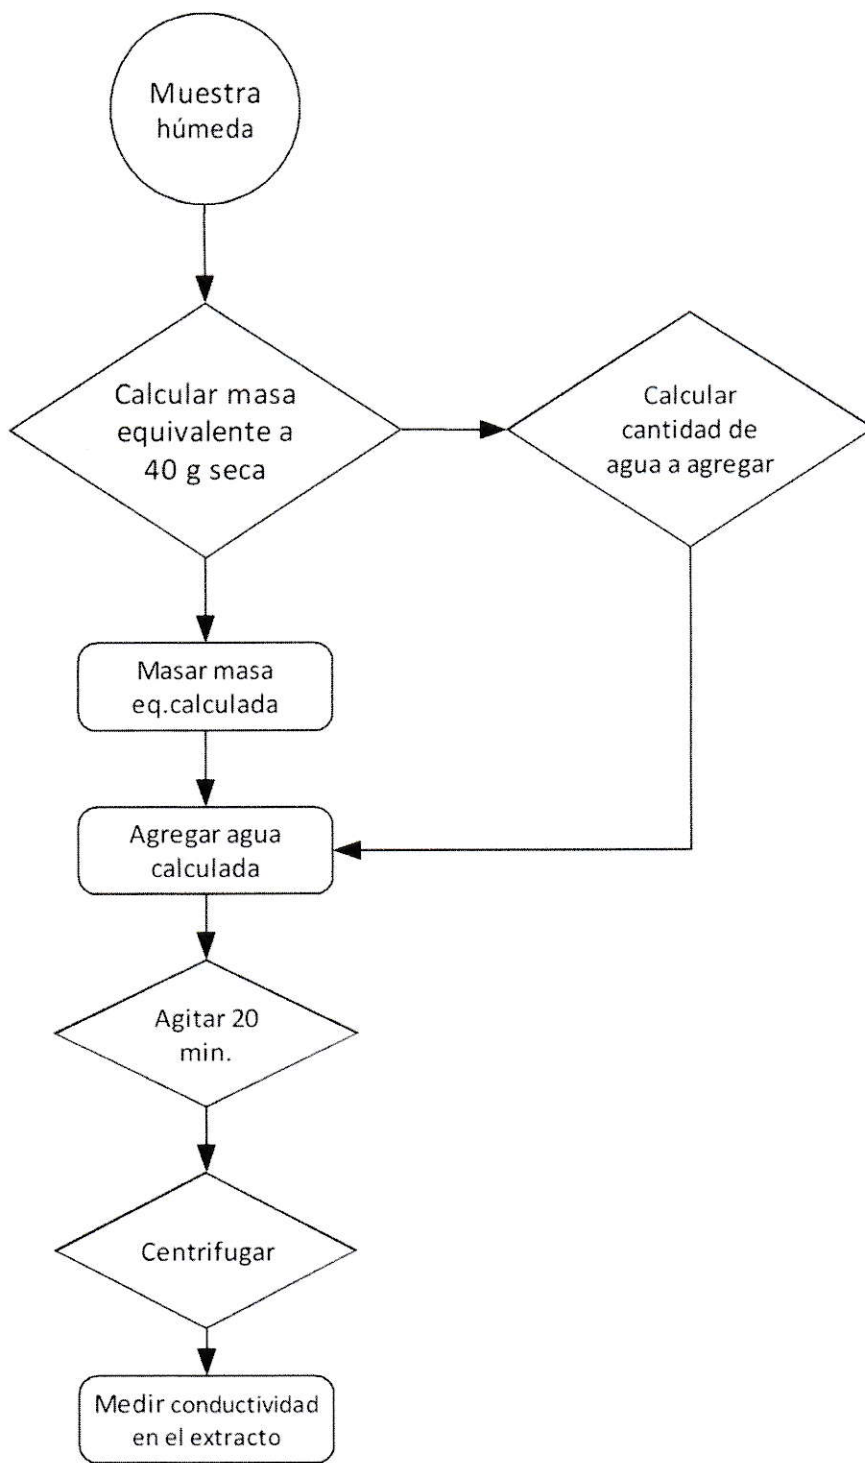 Muestra
húmeda
Calcular masa
equivalente a
40 g seca
Calcular
cantidad de
agua a agregar
Masar masa
eq.calculada
Agregar agua
calculada
Agitar 20
min.
Centrifugar
Medir conductividad
en el extracto